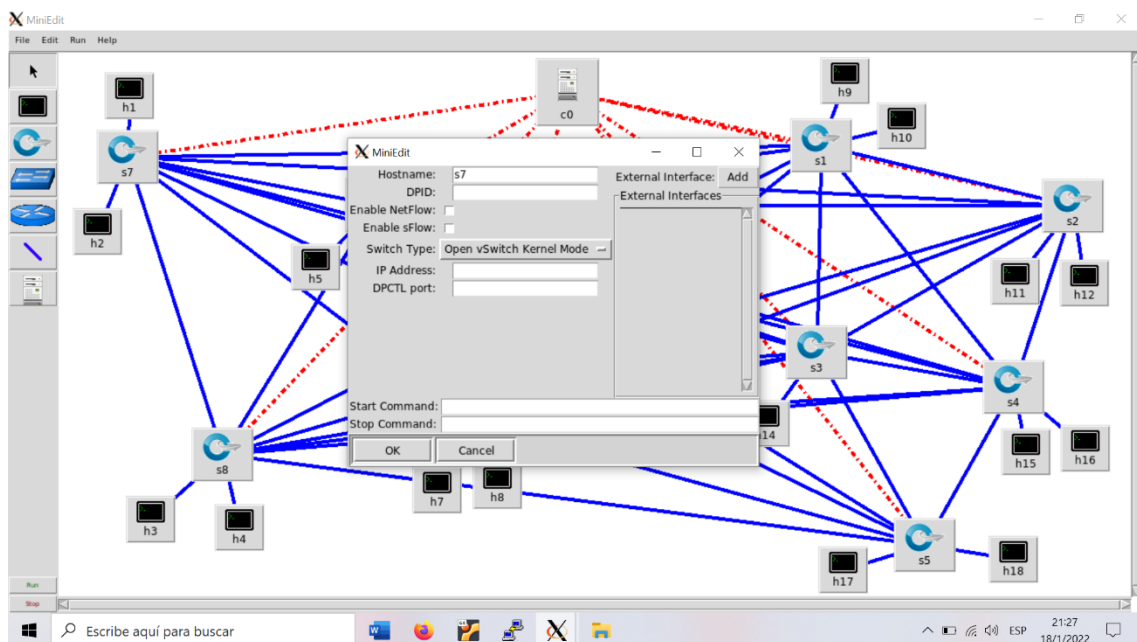 MiniEdit
File Edit Run Help
h1
c0
h9
h10
s7
s1
MiniEdit
Hostname: s7
External Interface: Add
DPID:
External Interfaces
Enable NetFlow:
Enable sFlow:
Switch Type: Open vSwitch Kernel Mode
IP Address:
DPCTL port:
h2
s2
h5
h11
h12
s3
s4
Start Command:
Stop Command:
OK Cancel
h14
h15
h16
s8
h7
h8
h3
h4
s5
h17
h18
Run
Stop
Escribe aquí para buscar
ESP
21:27
18/1/2022